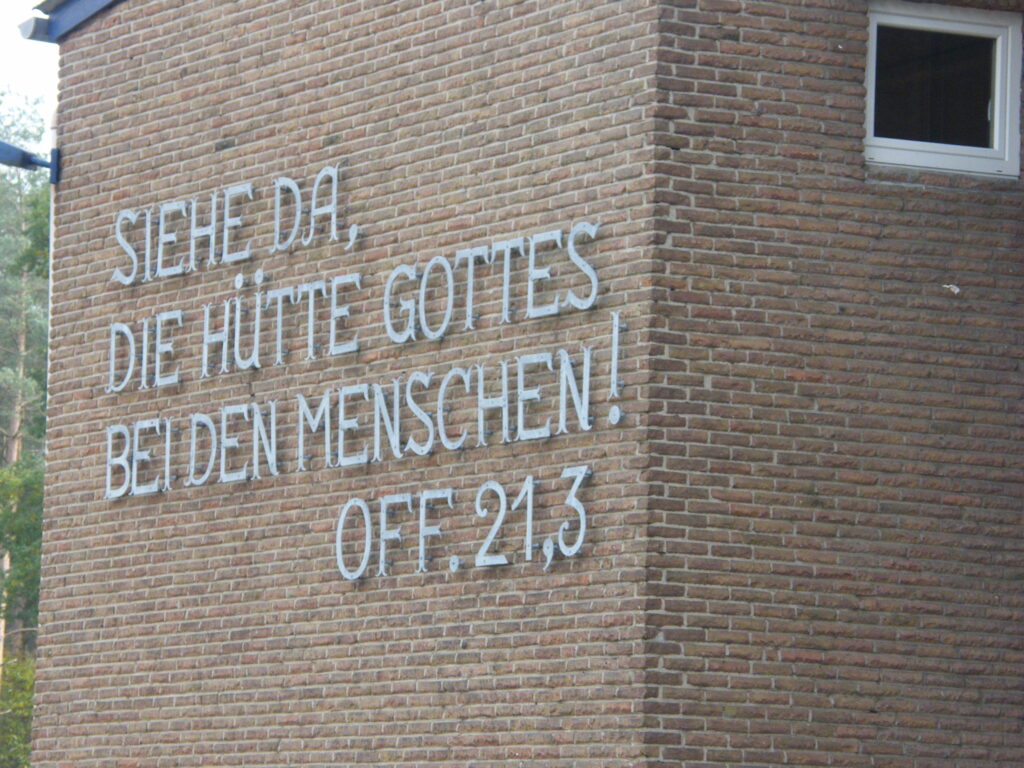 SIEHE DA,
DIE HÜTTE GOTTES
BEI DEN MENSCHEN!
OFF. 21,3